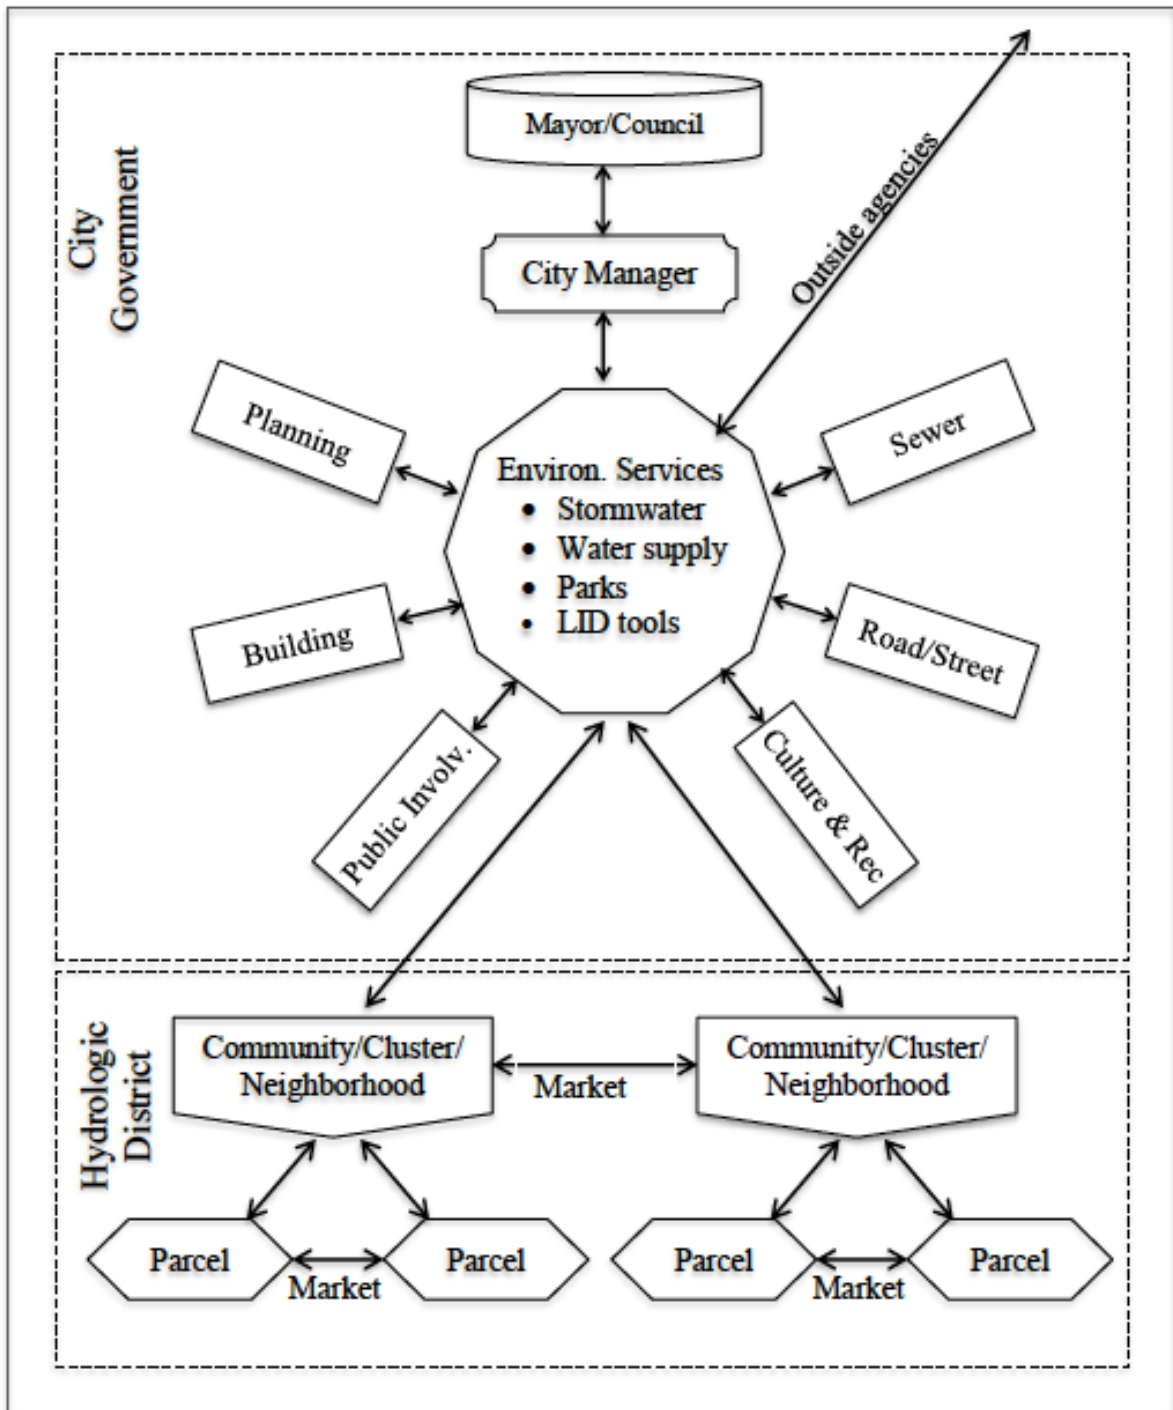 Mayor/Council
City
Government
City Manager
Outside agencies
Planning
Sewer
Environ. Services
• Stormwater
• Water supply
• Parks
• LID tools
Building
Road/Street
Public Involv.
Culture & Rec
Hydrologic
District
Community/Cluster/
Neighborhood
Market
Community/Cluster/
Neighborhood
Parcel
Market
Parcel
Parcel
Market
Parcel